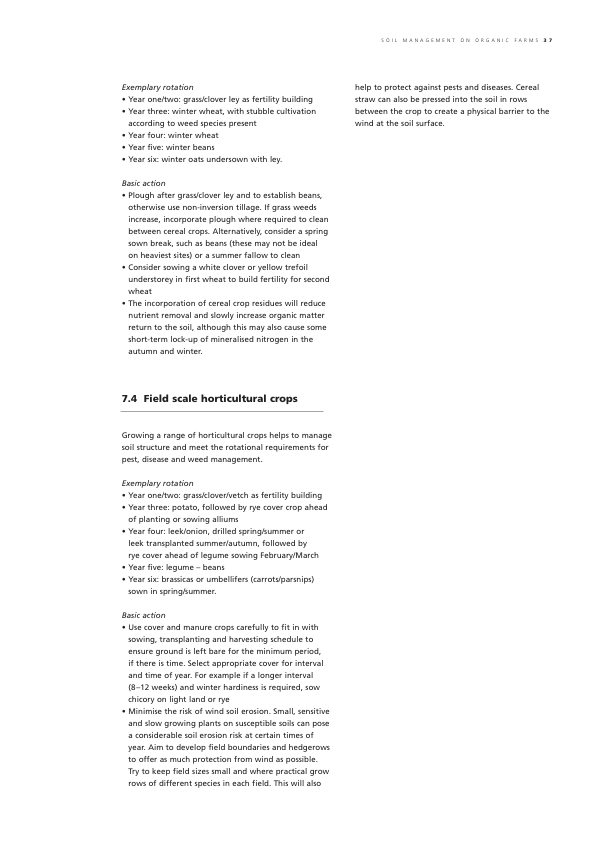 SOIL MANAGEMENT ON ORGANIC FARMS 37
Exemplary rotation
• Year one/two: grass/clover ley as fertility building
• Year three: winter wheat, with stubble cultivation
according to weed species present
• Year four: winter wheat
• Year five: winter beans
• Year six: winter oats undersown with ley.
Basic action
• Plough after grass/clover ley and to establish beans,
otherwise use non-inversion tillage. If grass weeds
increase, incorporate plough where required to clean
between cereal crops. Alternatively, consider a spring
sown break, such as beans (these may not be ideal
on heaviest sites) or a summer fallow to clean
• Consider sowing a white clover or yellow trefoil
understorey in first wheat to build fertility for second
wheat
• The incorporation of cereal crop residues will reduce
nutrient removal and slowly increase organic matter
return to the soil, although this may also cause some
short-term lock-up of mineralised nitrogen in the
autumn and winter.
7.4 Field scale horticultural crops
Growing a range of horticultural crops helps to manage
soil structure and meet the rotational requirements for
pest, disease and weed management.
Exemplary rotation
• Year one/two: grass/clover/vetch as fertility building
• Year three: potato, followed by rye cover crop ahead
of planting or sowing alliums
• Year four: leek/onion, drilled spring/summer or
leek transplanted summer/autumn, followed by
rye cover ahead of legume sowing February/March
• Year five: legume – beans
• Year six: brassicas or umbellifers (carrots/parsnips)
sown in spring/summer.
Basic action
• Use cover and manure crops carefully to fit in with
sowing, transplanting and harvesting schedule to
ensure ground is left bare for the minimum period,
if there is time. Select appropriate cover for interval
and time of year. For example if a longer interval
(8–12 weeks) and winter hardiness is required, sow
chicory on light land or rye
• Minimise the risk of wind soil erosion. Small, sensitive
and slow growing plants on susceptible soils can pose
a considerable soil erosion risk at certain times of
year. Aim to develop field boundaries and hedgerows
to offer as much protection from wind as possible.
Try to keep field sizes small and where practical grow
rows of different species in each field. This will also
help to protect against pests and diseases. Cereal
straw can also be pressed into the soil in rows
between the crop to create a physical barrier to the
wind at the soil surface.